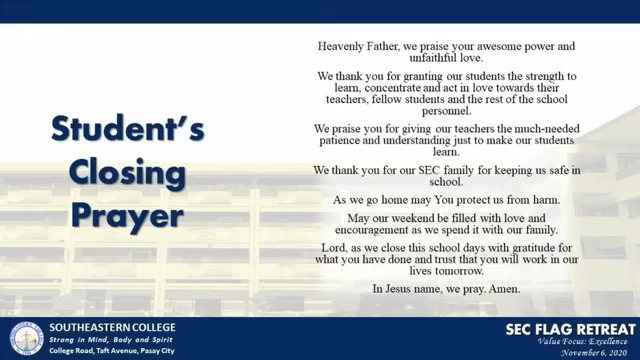 Student's
Closing
Prayer
Heavenly Father, we praise your awesome power and
unfaithful love.
We thank you for granting our students the strength to
learn, concentrate and act in love towards their
teachers, fellow students and the rest of the school
personnel.
We praise you for giving our teachers the much-needed
patience and understanding just to make our students
learn.
We thank you for our SEC family for keeping us safe in
school.
As we go home may You protect us from harm.
May our weekend be filled with love and
encouragement as we spend it with our family.
Lord, as we close this school days with gratitude for
what you have done and trust that you will work in our
lives tomorrow.
In Jesus name, we pray. Amen.
SOUTHEASTERN COLLEGE
Strong in Mind, Body and Spirit
College Road, Taft Avenue, Pasay City
SEC FLAG RETREAT
Value Focus: Excellence
November 6, 2020